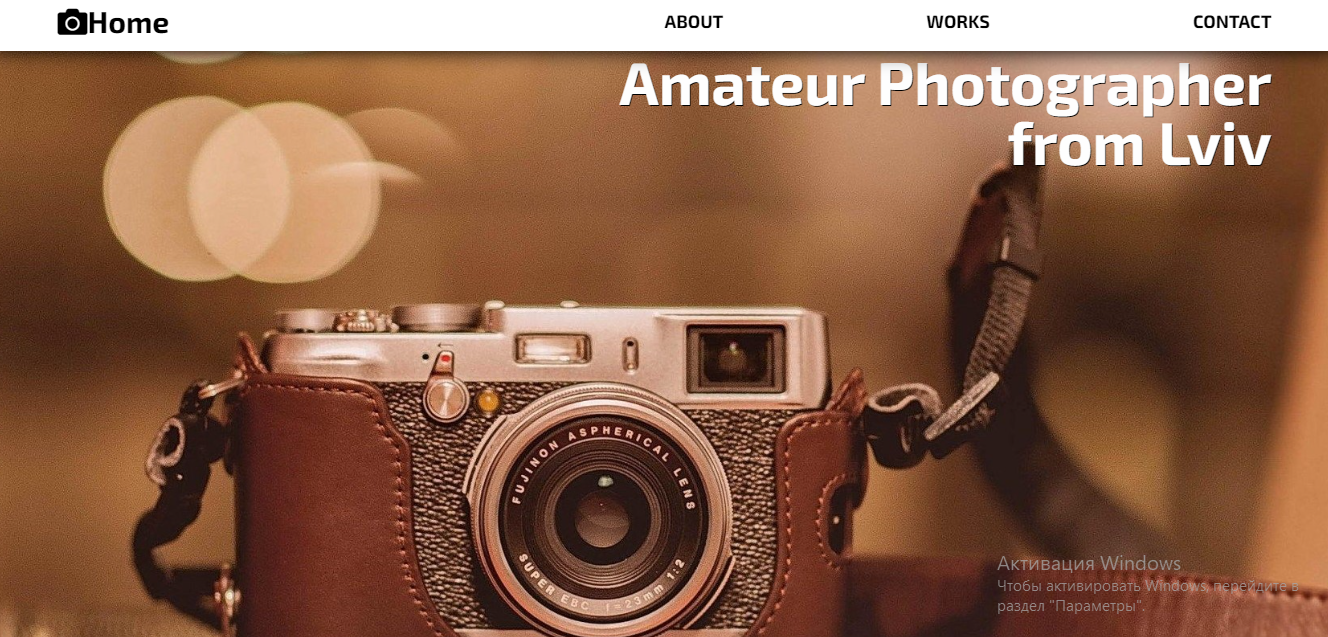 Home
ABOUT
WORKS
CONTACT
Amateur Photographer
from Lviv
FUJINON ASPHERICAL LENS
SUPER EBC f=23mm 1:2
Активация Windows
Чтобы активировать Windows, перейдите в
раздел "Параметры".